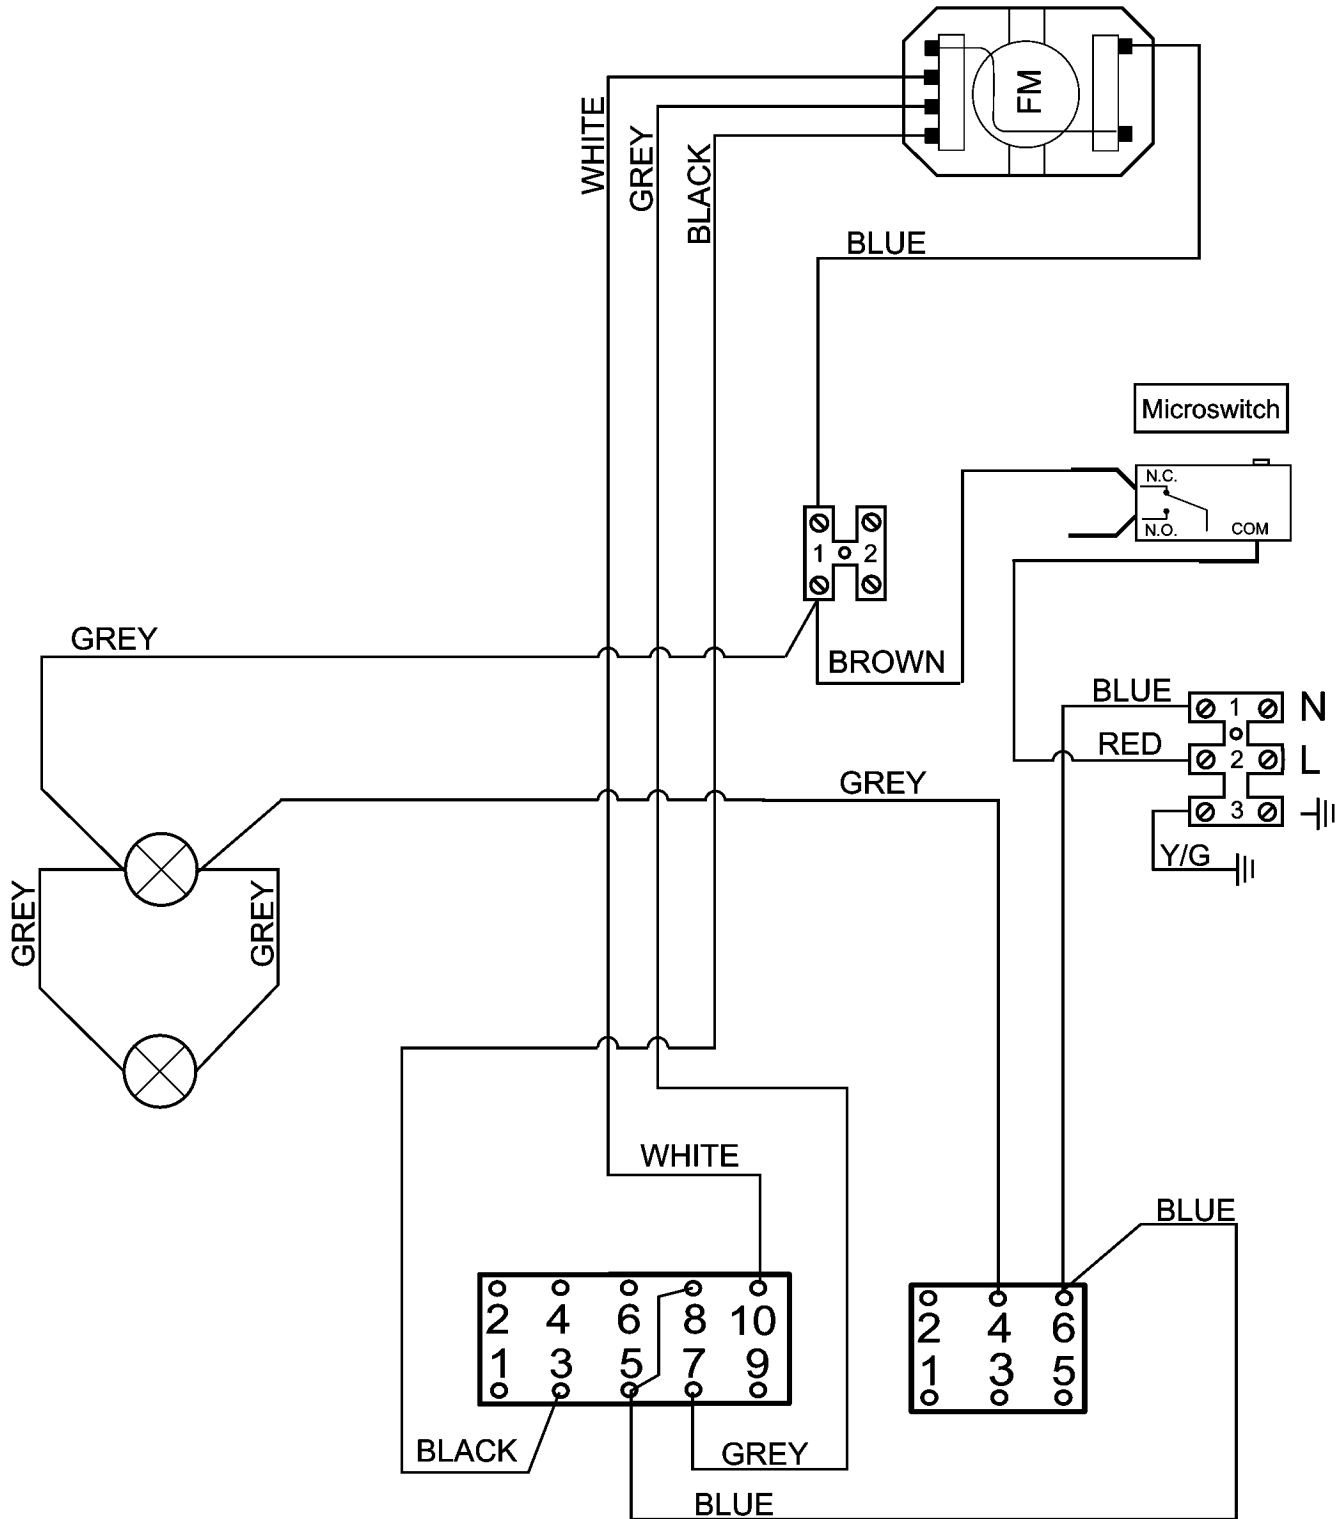 FM
WHITE
GREY
BLACK
BLUE
Microswitch
N.C.
N.O. COM
1 2
GREY
BROWN
BLUE 1 N
RED 2 L
GREY
3
Y/G
GREY
GREY
WHITE
BLUE
2 4 6 8 10
1 3 5 7 9
2 4 6
1 3 5
BLACK
GREY
BLUE